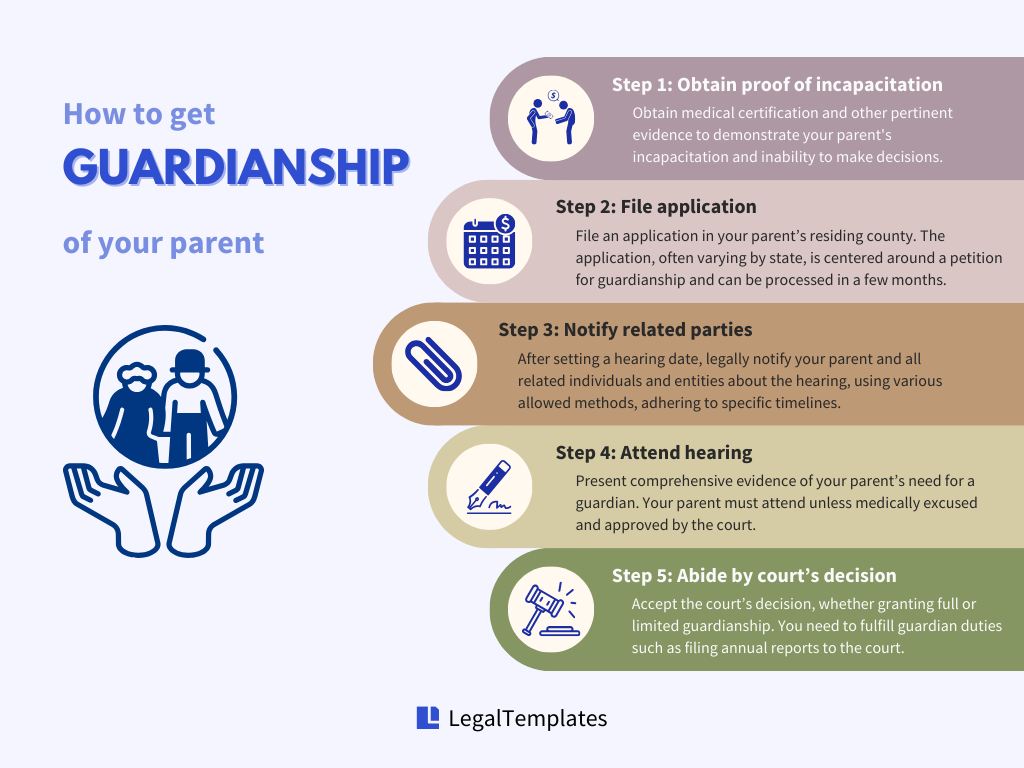 How to get
GUARDIANSHIP
of your parent
Step 1: Obtain proof of incapacitation
Obtain medical certification and other pertinent
evidence to demonstrate your parent's
incapacitation and inability to make decisions.
$
Step 2: File application
File an application in your parent's residing county. The
application, often varying by state, is centered around a petition
for guardianship and can be processed in a few months.
$
Step 3: Notify related parties
After setting a hearing date, legally notify your parent and all
related individuals and entities about the hearing, using various
allowed methods, adhering to specific timelines.
Step 4: Attend hearing
Present comprehensive evidence of your parent's need for a
guardian. Your parent must attend unless medically excused
and approved by the court.
Step 5: Abide by court's decision
Accept the court's decision, whether granting full or
limited guardianship. You need to fulfill guardian duties
such as filing annual reports to the court.
LegalTemplates